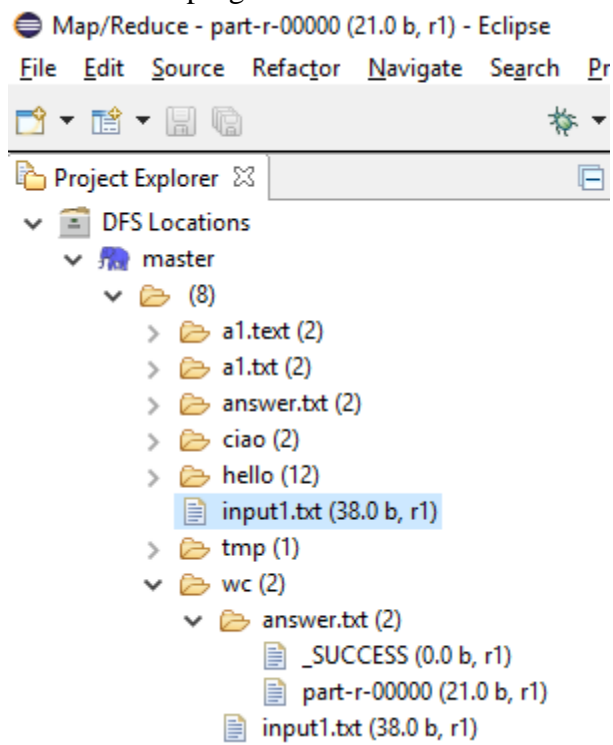 Map/Reduce - part-r-00000 (21.0 b, r1) - Eclipse
File Edit Source Refactor Navigate Search Pr
Project Explorer
DFS Locations
master
(8)
a1.text (2)
a1.txt (2)
answer.txt (2)
ciao (2)
hello (12)
input1.txt (38.0 b, r1)
tmp (1)
wc (2)
answer.txt (2)
_SUCCESS (0.0 b, r1)
part-r-00000 (21.0 b, r1)
input1.txt (38.0 b, r1)